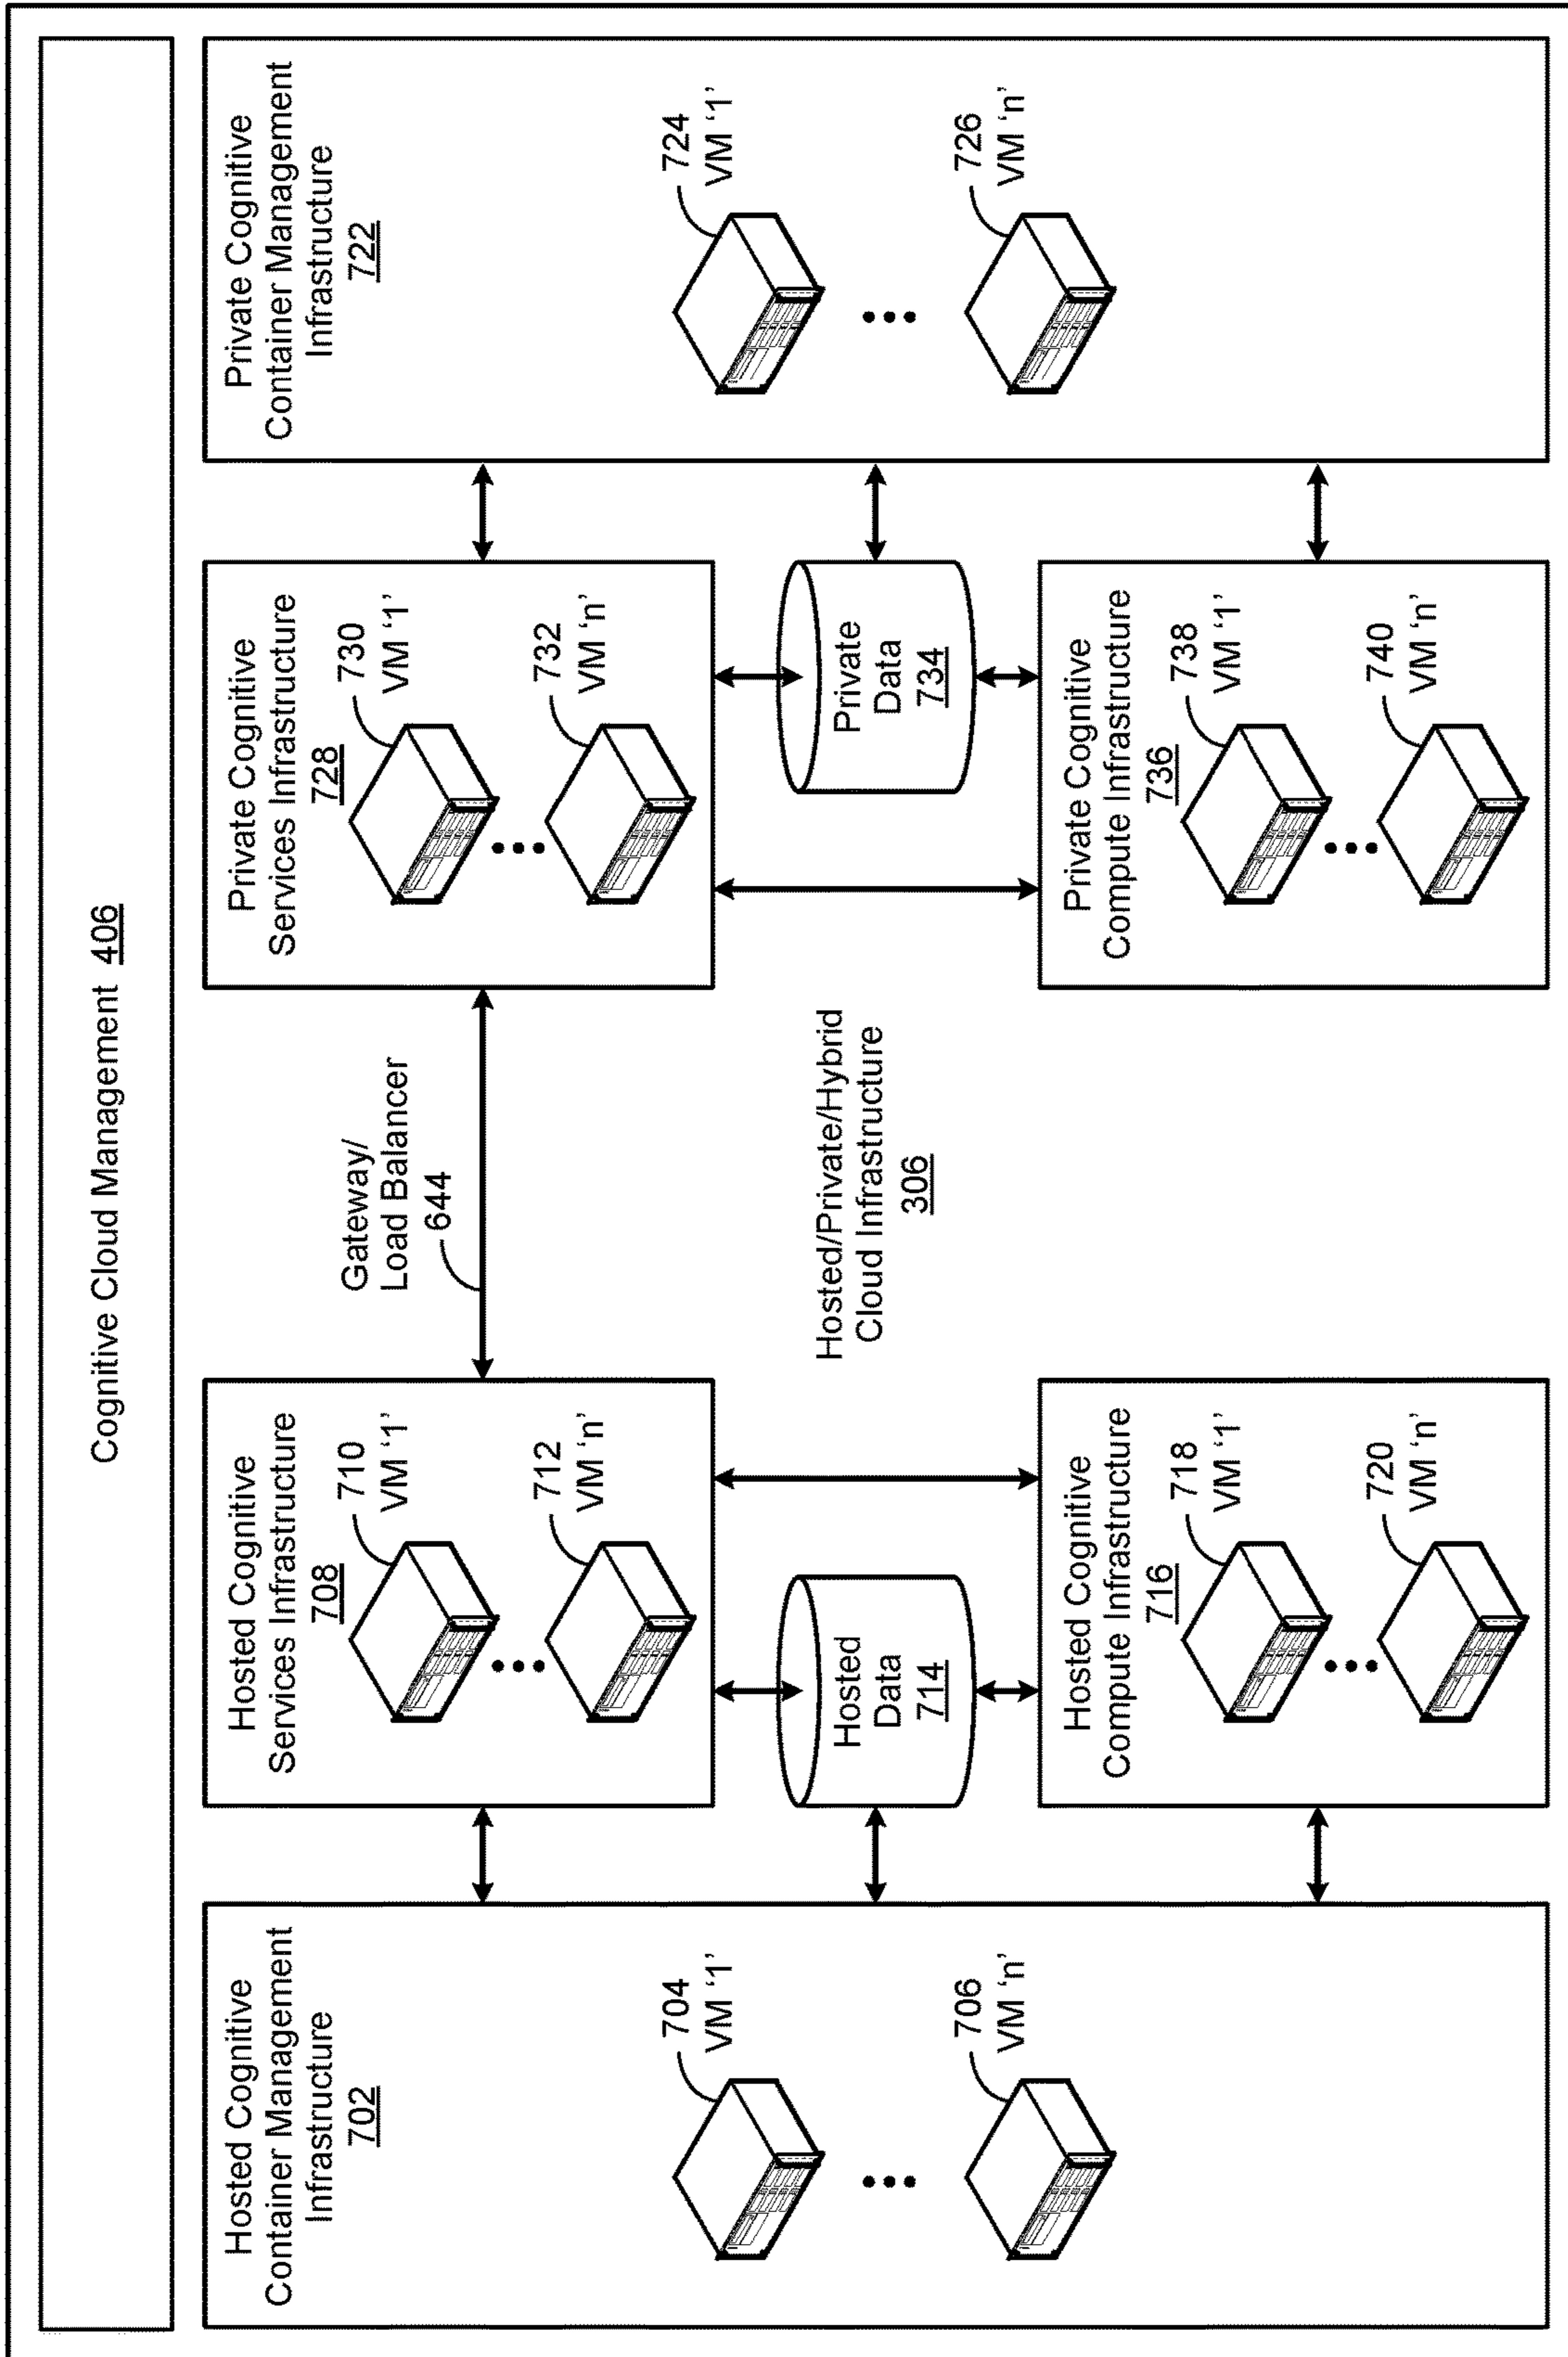 Cognitive Cloud Management 406
Hosted Cognitive
Container Management
Infrastructure
702
704
VM ‘1’
706
VM ‘n’
Hosted Cognitive
Services Infrastructure
708
710
VM ‘1’
712
VM ‘n’
Hosted
Data
714
Hosted Cognitive
Compute Infrastructure
716
718
VM ‘1’
720
VM ‘n’
Gateway/
Load Balancer
644
Hosted/Private/Hybrid
Cloud Infrastructure
306
Private Cognitive
Services Infrastructure
728
730
VM ‘1’
732
VM ‘n’
Private
Data
734
Private Cognitive
Compute Infrastructure
736
738
VM ‘1’
740
VM ‘n’
Private Cognitive
Container Management
Infrastructure
722
724
VM ‘1’
726
VM ‘n’